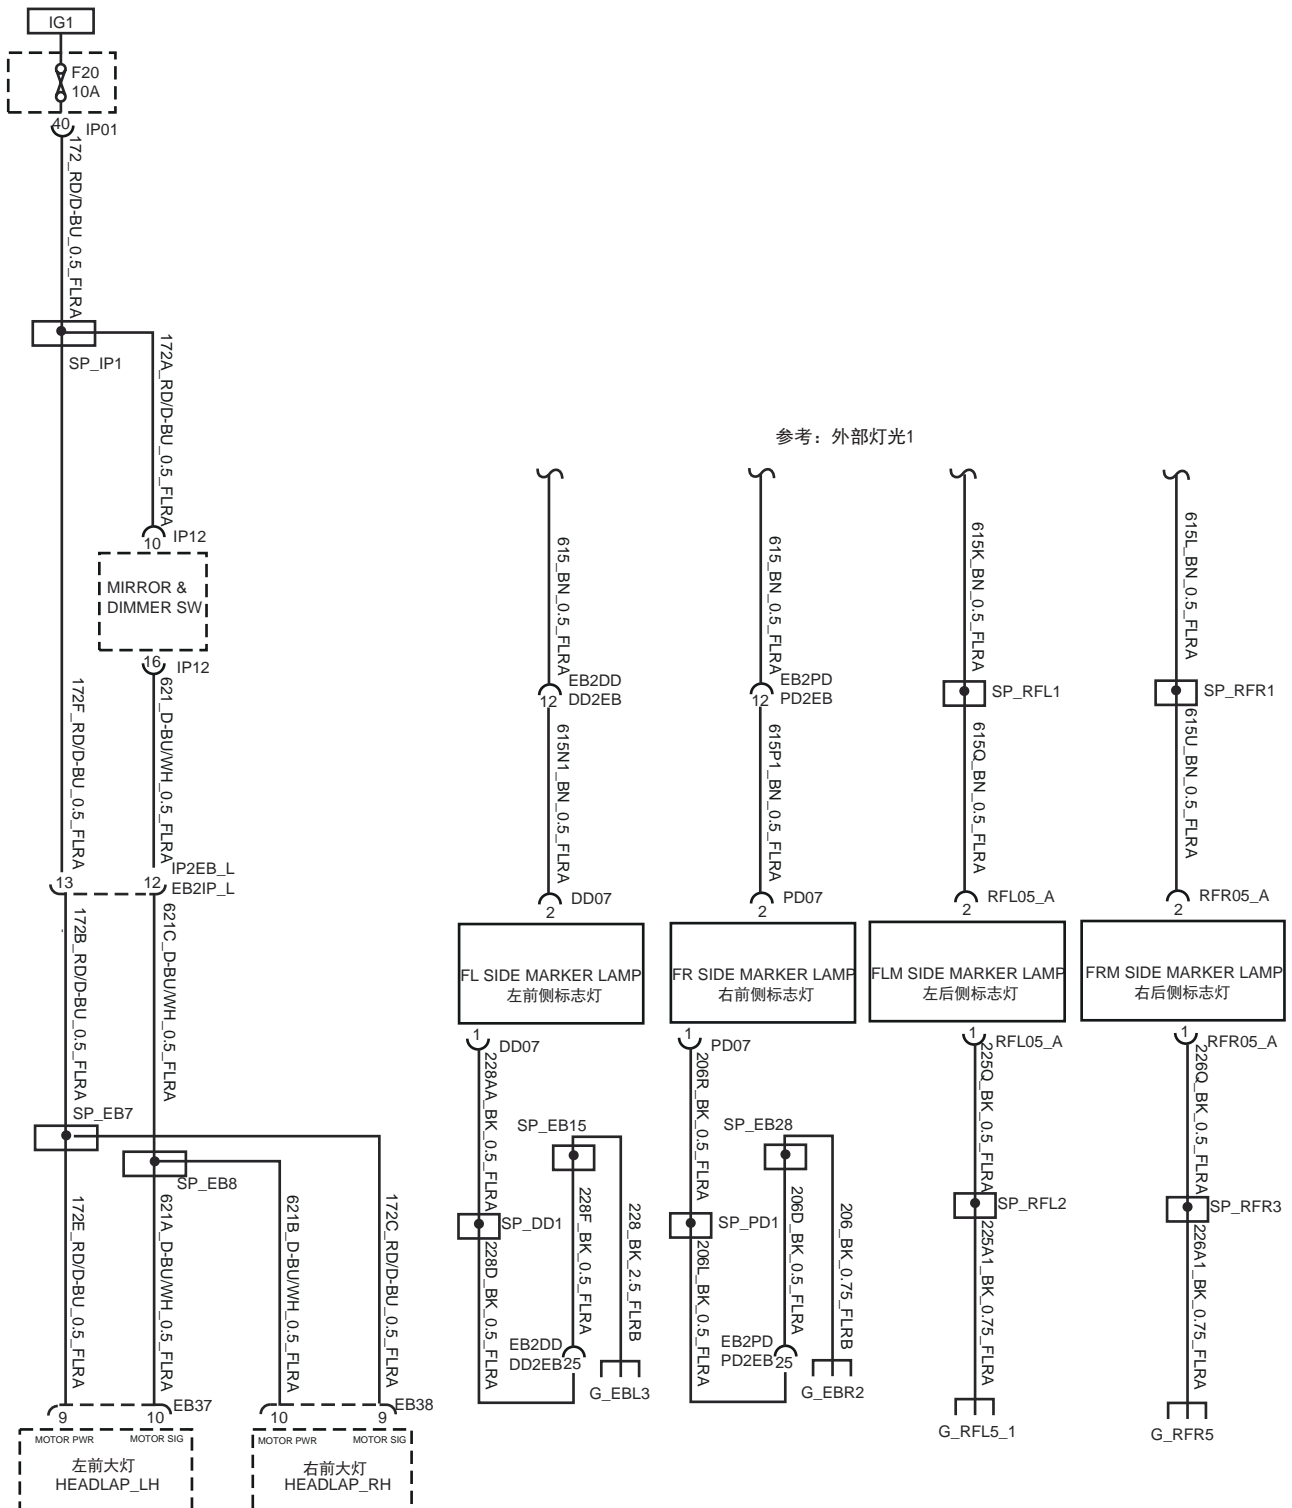 IG1
F20
10A
40
IP01
172_RD/D-BU_0.5_FLRA
SP_IP1
172A_RD/D-BU_0.5_FLRA
10
IP12
MIRROR &
DIMMER SW
16
IP12
172F_RD/D-BU_0.5_FLRA
621_D-BU/WH_0.5_FLRA
IP2EB_L
13
12
EB2IP_L
172B_RD/D-BU_0.5_FLRA
621C_D-BU/WH_0.5_FLRA
SP_EB7
SP_EB8
172E_RD/D-BU_0.5_FLRA
621A_D-BU/WH_0.5_FLRA
621B_D-BU/WH_0.5_FLRA
172C_RD/D-BU_0.5_FLRA
EB37
EB38
9
10
10
9
MOTOR PWR
MOTOR SIG
MOTOR PWR
MOTOR SIG
左前大灯
HEADLAP_LH
右前大灯
HEADLAP_RH
参考：外部灯光1
615_BN_0.5_FLRA
EB2DD
12
DD2EB
615N1_BN_0.5_FLRA
DD07
2
FL SIDE MARKER LAMP
左前侧标志灯
1
DD07
228AA_BK_0.5_FLRA
SP_DD1
228D_BK_0.5_FLRA
SP_EB15
228F_BK_0.5_FLRA
228_BK_2.5_FLRB
EB2DD
DD2EB
25
G_EBL3
615_BN_0.5_FLRA
EB2PD
12
PD2EB
615P1_BN_0.5_FLRA
PD07
2
FR SIDE MARKER LAMP
右前侧标志灯
1
PD07
206R_BK_0.5_FLRA
SP_PD1
206L_BK_0.5_FLRA
SP_EB28
206D_BK_0.5_FLRA
206_BK_0.75_FLRB
EB2PD
PD2EB
25
G_EBR2
615K_BN_0.5_FLRA
SP_RFL1
615Q_BN_0.5_FLRA
RFL05_A
2
FLM SIDE MARKER LAMP
左后侧标志灯
1
RFL05_A
225Q_BK_0.5_FLRA
SP_RFL2
225A1_BK_0.75_FLRA
G_RFL5_1
615L_BN_0.5_FLRA
SP_RFR1
615U_BN_0.5_FLRA
RFR05_A
2
FRM SIDE MARKER LAMP
右后侧标志灯
1
RFR05_A
226Q_BK_0.5_FLRA
SP_RFR3
226A1_BK_0.75_FLRA
G_RFR5